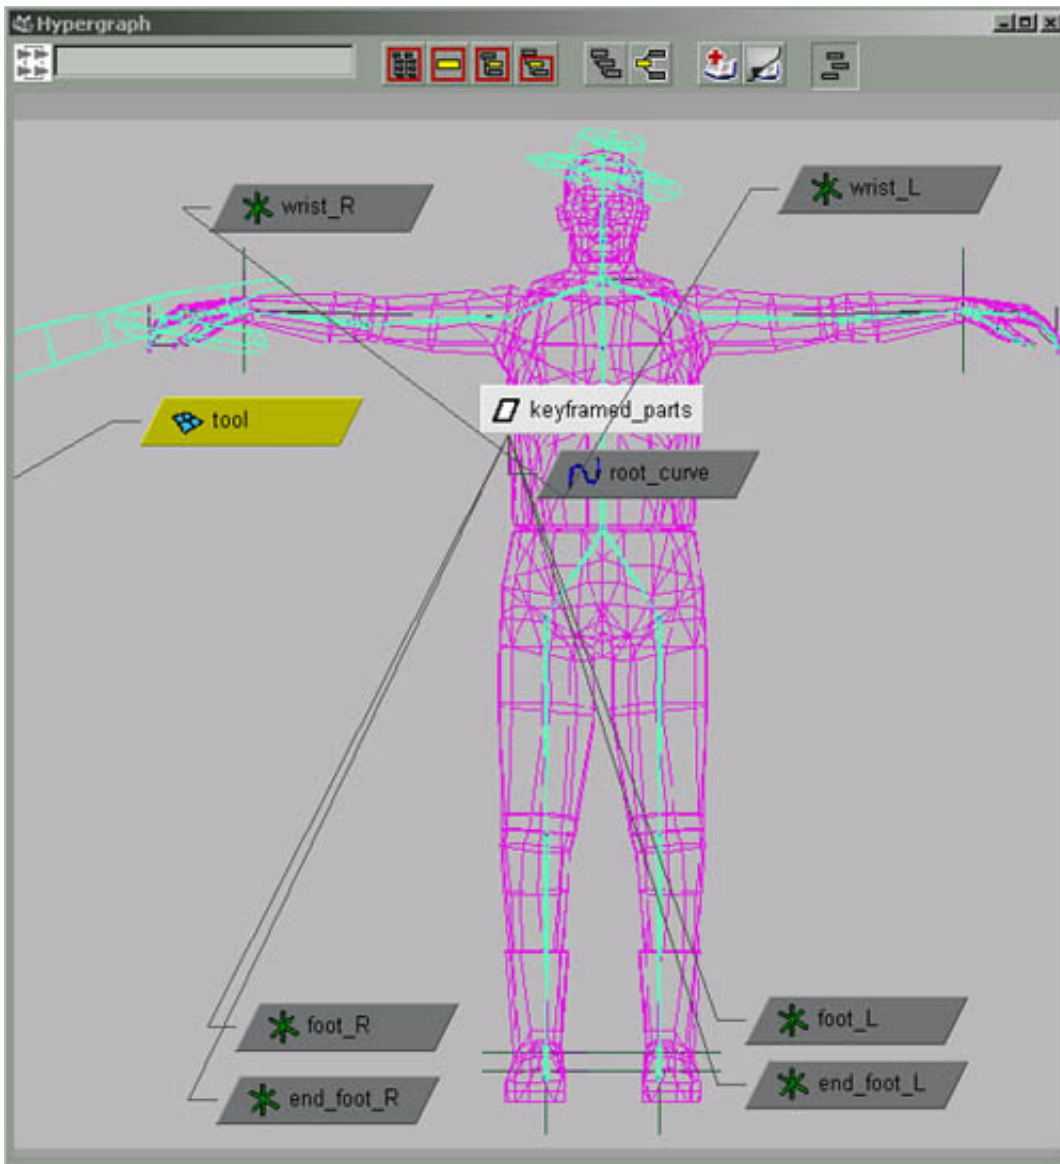 Hypergraph
wrist_R
wrist_L
tool
keyframed_parts
root_curve
foot_R
foot_L
end_foot_R
end_foot_L